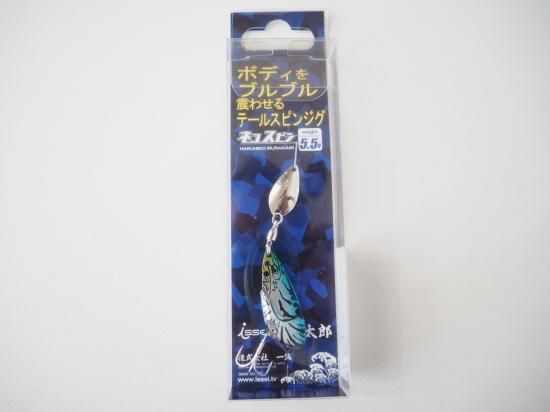 ボディを
ブルブル
震わせる
テールスピンジグ
ネコスピン
HARUHIKO MURAKAMI
weight
5.5g
issei
太郎
株式会社 一誠
www.issei.tv